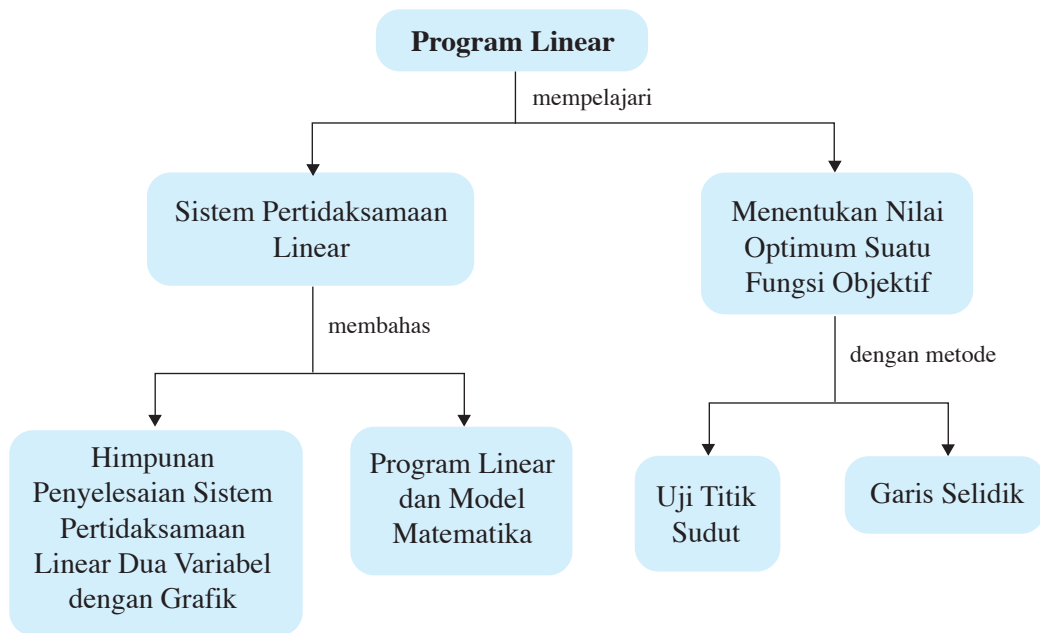 Program Linear
mempelajari
Sistem Pertidaksamaan
Linear
Menentukan Nilai
Optimum Suatu
Fungsi Objektif
membahas
dengan metode
Himpunan
Penyelesaian Sistem
Pertidaksamaan
Linear Dua Variabel
dengan Grafik
Program Linear
dan Model
Matematika
Uji Titik
Sudut
Garis Selidik